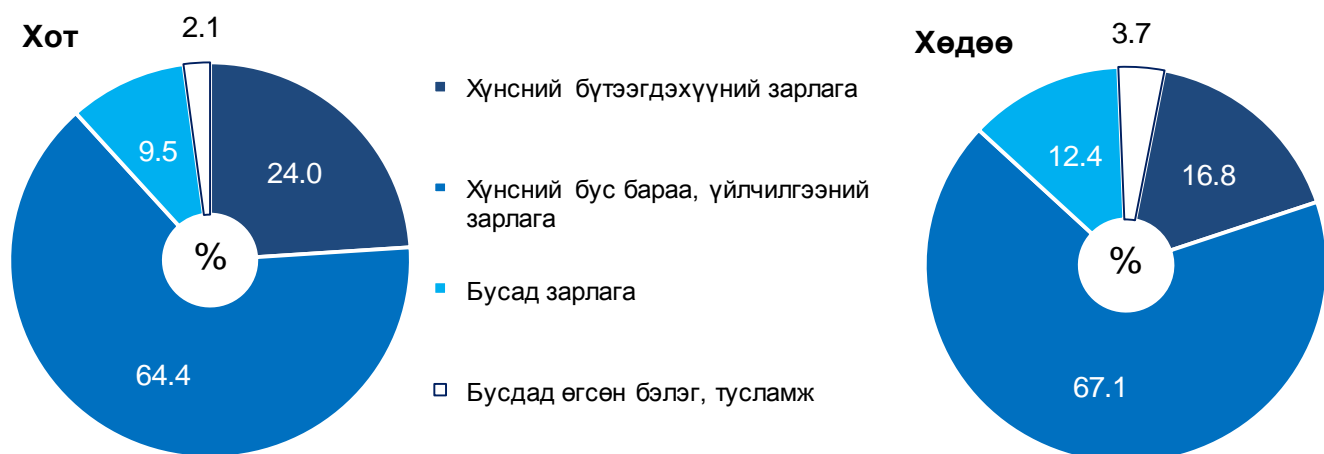 Хот
2.1
9.5
24.0
%
64.4
Хүнсний бүтээгдэхүүний зарлага
Хүнсний бус бараа, үйлчилгээний
зарлага
Бусад зарлага
Бусдад өгсөн бэлэг, тусламж
Хөдөө
3.7
12.4
16.8
%
67.1